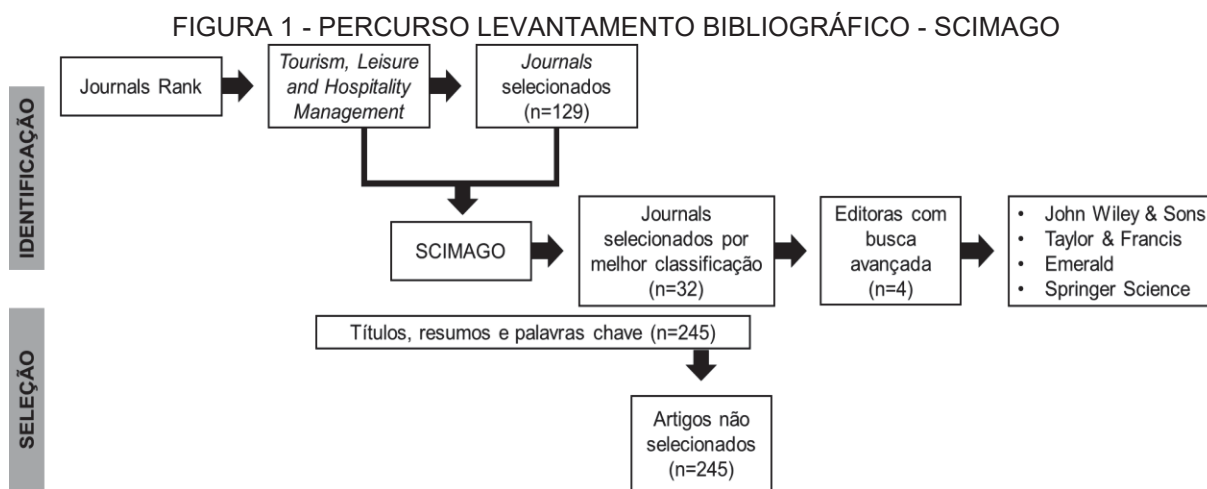 FIGURA 1 - PERCURSO LEVANTAMENTO BIBLIOGRÁFICO - SCIMAGO
IDENTIFICAÇÃO
Journals Rank
Tourism, Leisure
and Hospitality
Management
Journals
selecionados
(n=129)
SCIMAGO
Journals
selecionados por
melhor classificação
(n=32)
Editoras com
busca
avançada
(n=4)
• John Wiley & Sons
• Taylor & Francis
• Emerald
• Springer Science
SELEÇÃO
Títulos, resumos e palavras chave (n=245)
Artigos não
selecionados
(n=245)